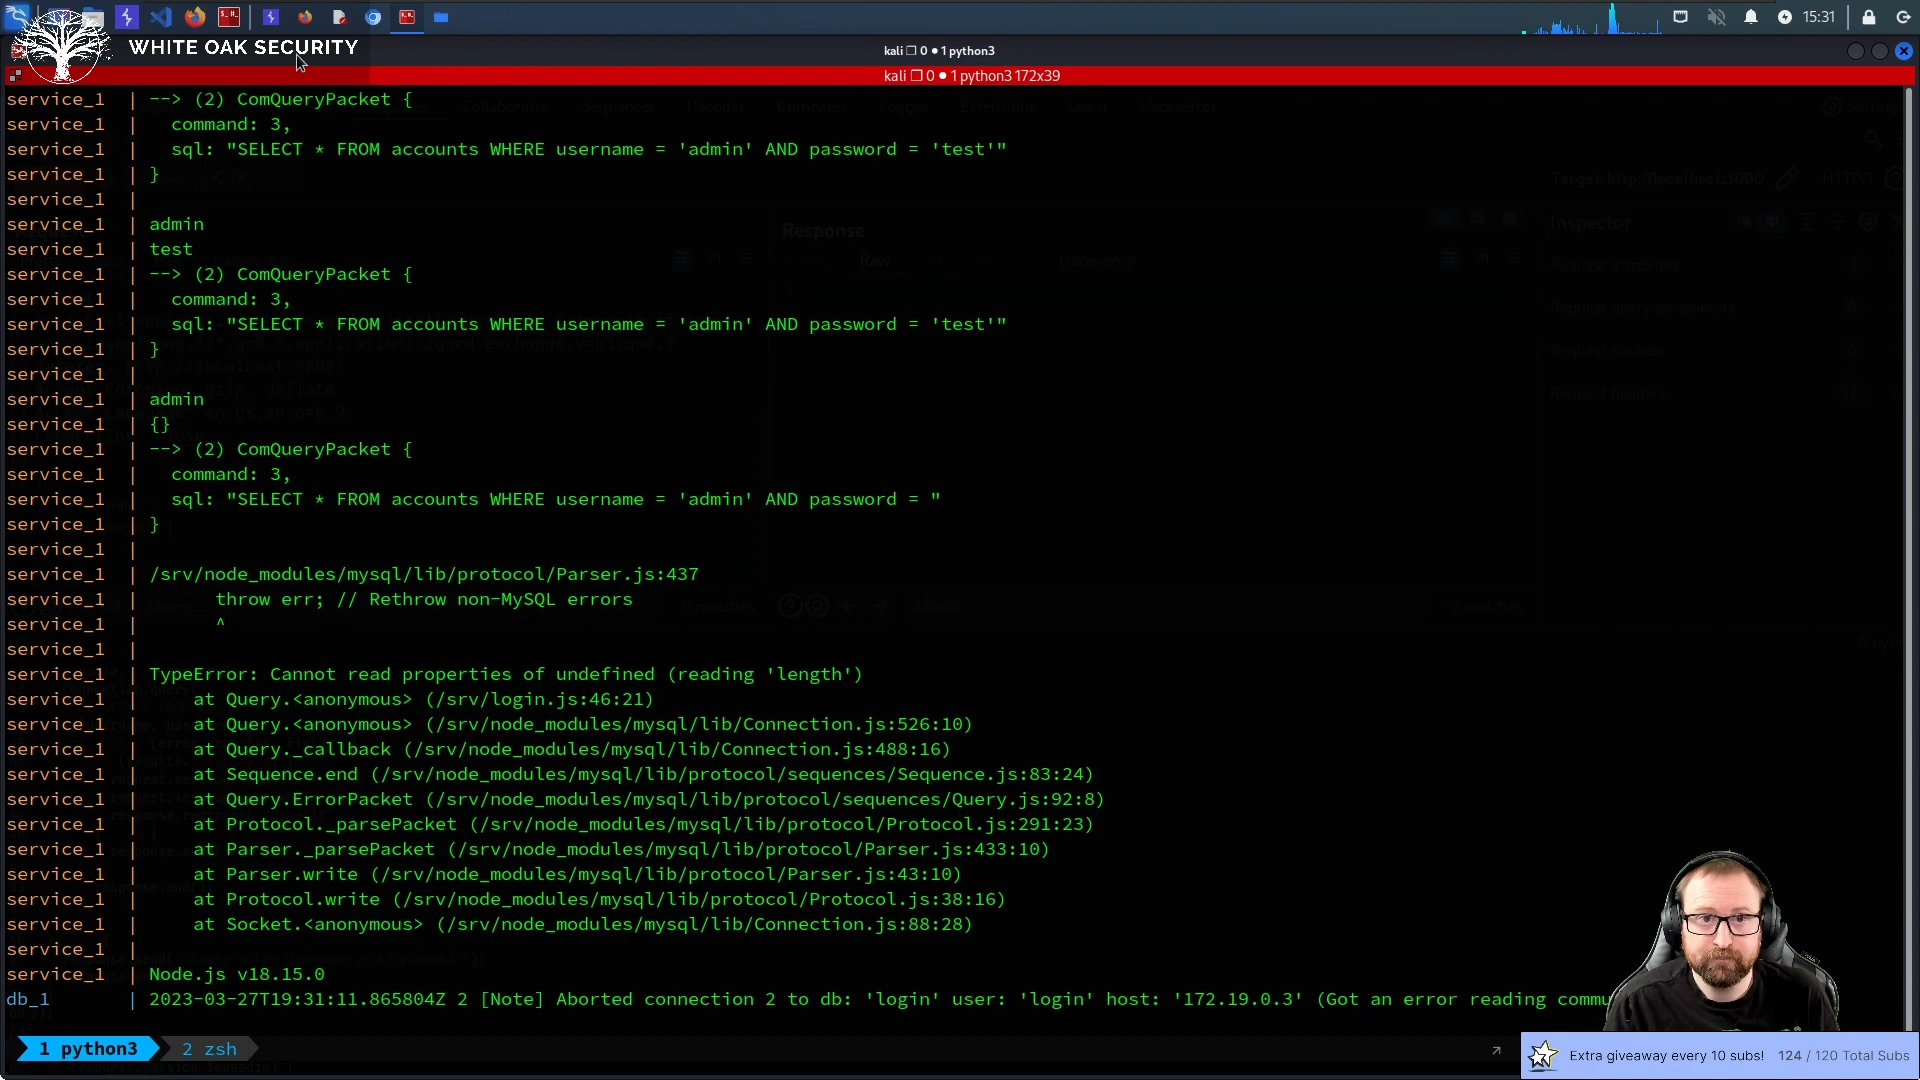 15:31
WHITE OAK SECURITY
kali 0 ● 1 python3
kali 0 ● 1 python3 172x39
service_1 | --> (2) ComQueryPacket {
service_1 | command: 3,
service_1 | sql: "SELECT * FROM accounts WHERE username = 'admin' AND password = 'test'"
service_1 | }
service_1 |
service_1 | admin
service_1 | test
service_1 | --> (2) ComQueryPacket {
service_1 | command: 3,
service_1 | sql: "SELECT * FROM accounts WHERE username = 'admin' AND password = 'test'"
service_1 | }
service_1 |
service_1 | admin
service_1 | {}
service_1 | --> (2) ComQueryPacket {
service_1 | command: 3,
service_1 | sql: "SELECT * FROM accounts WHERE username = 'admin' AND password = "
service_1 | }
service_1 |
service_1 | /srv/node_modules/mysql/lib/protocol/Parser.js:437
service_1 | throw err; // Rethrow non-MySQL errors
service_1 | ^
service_1 |
service_1 | TypeError: Cannot read properties of undefined (reading 'length')
service_1 | at Query.<anonymous> (/srv/login.js:46:21)
service_1 | at Query.<anonymous> (/srv/node_modules/mysql/lib/Connection.js:526:10)
service_1 | at Query._callback (/srv/node_modules/mysql/lib/Connection.js:488:16)
service_1 | at Sequence.end (/srv/node_modules/mysql/lib/protocol/sequences/Sequence.js:83:24)
service_1 | at Query.ErrorPacket (/srv/node_modules/mysql/lib/protocol/sequences/Query.js:92:8)
service_1 | at Protocol._parsePacket (/srv/node_modules/mysql/lib/protocol/Protocol.js:291:23)
service_1 | at Parser._parsePacket (/srv/node_modules/mysql/lib/protocol/Parser.js:433:10)
service_1 | at Parser.write (/srv/node_modules/mysql/lib/protocol/Parser.js:43:10)
service_1 | at Protocol.write (/srv/node_modules/mysql/lib/protocol/Protocol.js:38:16)
service_1 | at Socket.<anonymous> (/srv/node_modules/mysql/lib/Connection.js:88:28)
service_1 |
service_1 | Node.js v18.15.0
db_1 | 2023-03-27T19:31:11.865804Z 2 [Note] Aborted connection 2 to db: 'login' user: 'login' host: '172.19.0.3' (Got an error reading commu
1 python3 2 zsh
Extra giveaway every 10 subs! 124 / 120 Total Subs